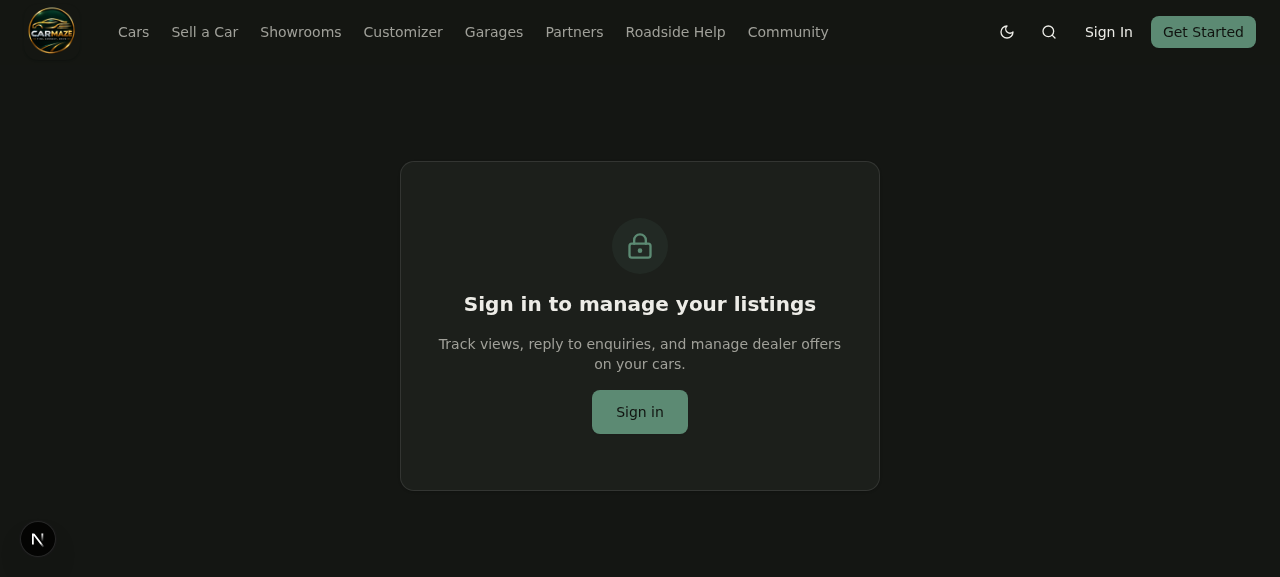 CARMAZE
Cars
Sell a Car
Showrooms
Customizer
Garages
Partners
Roadside Help
Community
Sign In
Get Started
Sign in to manage your listings
Track views, reply to enquiries, and manage dealer offers
on your cars.
Sign in
N